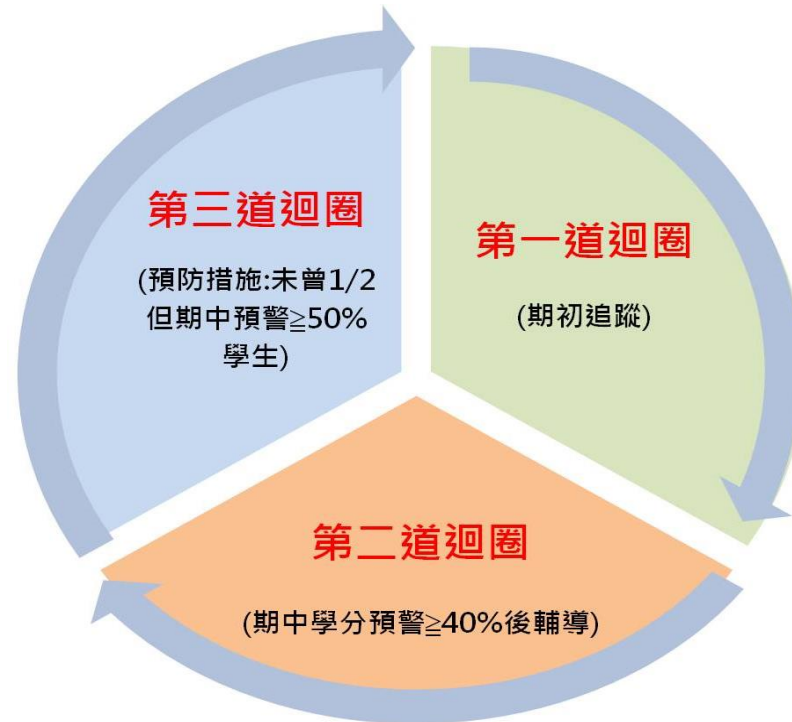 第三道迴圈
(預防措施:未曾1/2
但期中預警≧50%
學生)
第一道迴圈
(期初追蹤)
第二道迴圈
(期中學分預警≧40%後輔導)